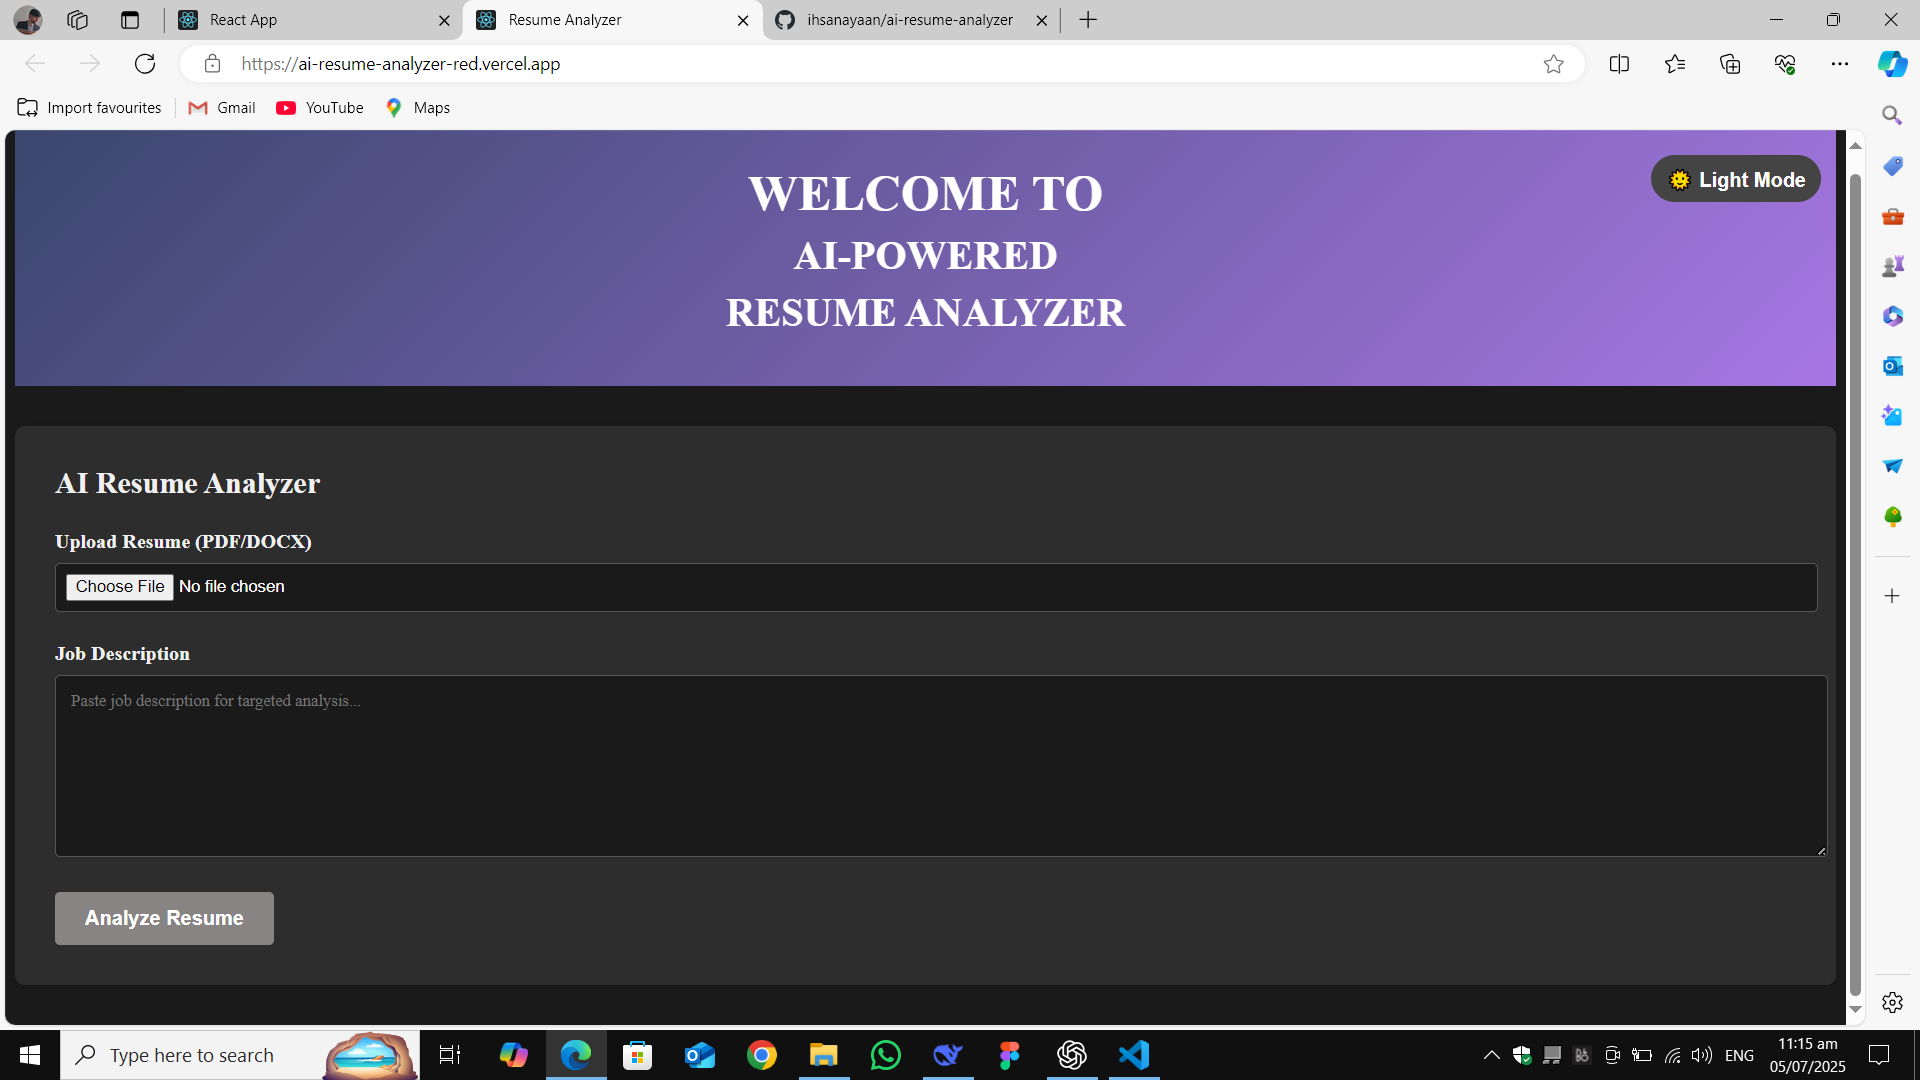 React App
Resume Analyzer
ihsanayaan/ai-resume-analyzer
https://ai-resume-analyzer-red.vercel.app
Import favourites
Gmail
YouTube
Maps
WELCOME TO
AI-POWERED
RESUME ANALYZER
🌞 Light Mode
AI Resume Analyzer
Upload Resume (PDF/DOCX)
Choose File No file chosen
Job Description
Paste job description for targeted analysis...
Analyze Resume
Type here to search
ENG
11:15 am
05/07/2025